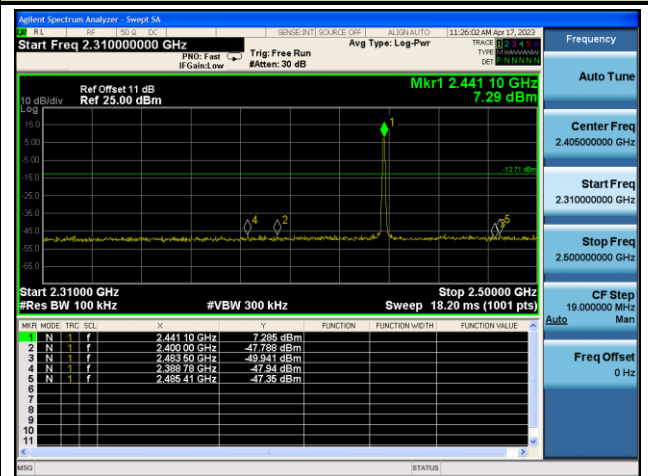 Agilent Spectrum Analyzer - Swept SA
RL RF 50 Ω DC SENSE:INT SOURCE OFF ALIGN AUTO 11:26:02 AM Apr 17, 2023
Start Freq 2.310000000 GHz
PNO: Fast
IFGain:Low
Trig: Free Run
#Atten: 30 dB
Avg Type: Log-Pwr
TRACE 1 2 3 4 5 6
TYPE
DET P N N N N N
Ref Offset 11 dB
10 dB/div Ref 25.00 dBm
Log
Mkr1 2.441 10 GHz
7.29 dBm
15.0
5.00
-5.00
-15.0
-25.0
-35.0
-45.0
-55.0
-65.0
-12.71 dBm
1
4
2
5
Start 2.31000 GHz Stop 2.50000 GHz
#Res BW 100 kHz #VBW 300 kHz Sweep 18.20 ms (1001 pts)
MKR MODE TRC SCL X Y FUNCTION FUNCTION WIDTH FUNCTION VALUE
1 N 1 f 2.441 10 GHz 7.285 dBm
2 N 1 f 2.400 00 GHz -47.788 dBm
3 N 1 f 2.483 50 GHz -49.941 dBm
4 N 1 f 2.388 78 GHz -47.94 dBm
5 N 1 f 2.485 41 GHz -47.35 dBm
6
7
8
9
10
11
MSG STATUS
Frequency
Auto Tune
Center Freq
2.405000000 GHz
Start Freq
2.310000000 GHz
Stop Freq
2.500000000 GHz
CF Step
19.000000 MHz
Auto Man
Freq Offset
0 Hz